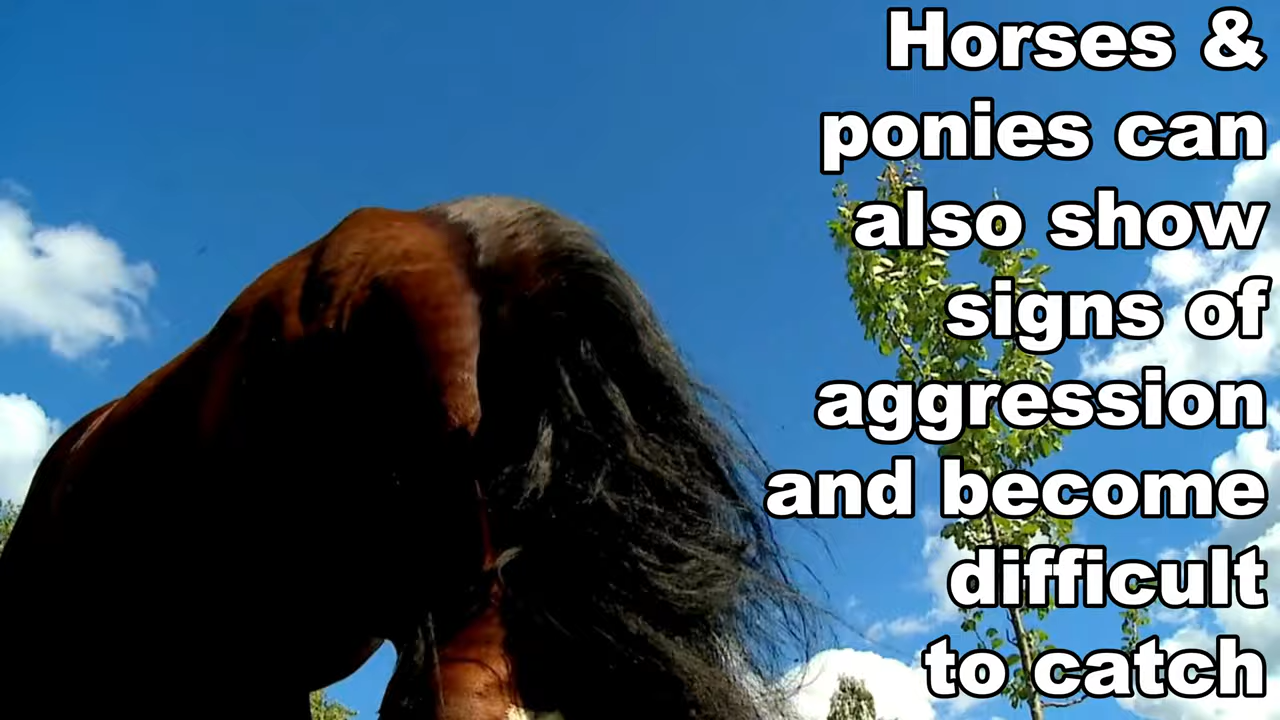 Horses &
ponies can
also show
signs of
aggression
and become
difficult
to catch